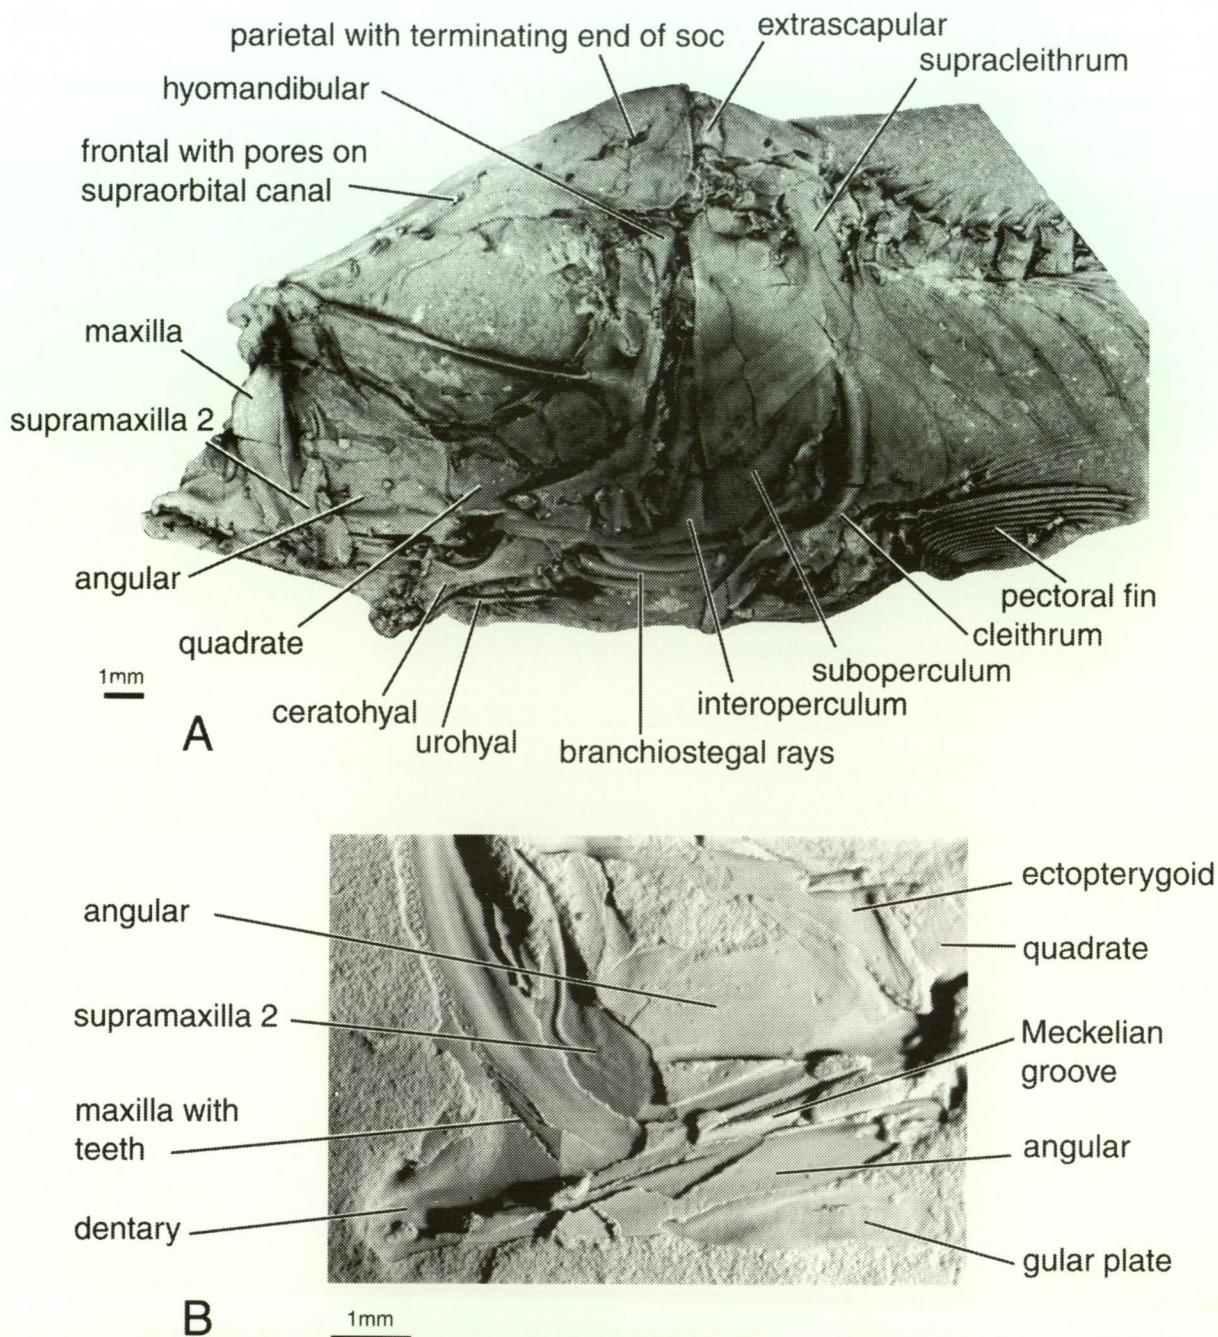 parietal with terminating end of soc
extrascapular
supracleithrum
hyomandibular
frontal with pores on
supraorbital canal
maxilla
supramaxilla 2
angular
quadrate
pectoral fin
cleithrum
suboperculum
interoperculum
1mm
A
ceratohyal
urohyal
branchiostegal rays
angular
ectopterygoid
quadrate
supramaxilla 2
Meckelian
groove
maxilla with
teeth
angular
dentary
gular plate
B
1mm